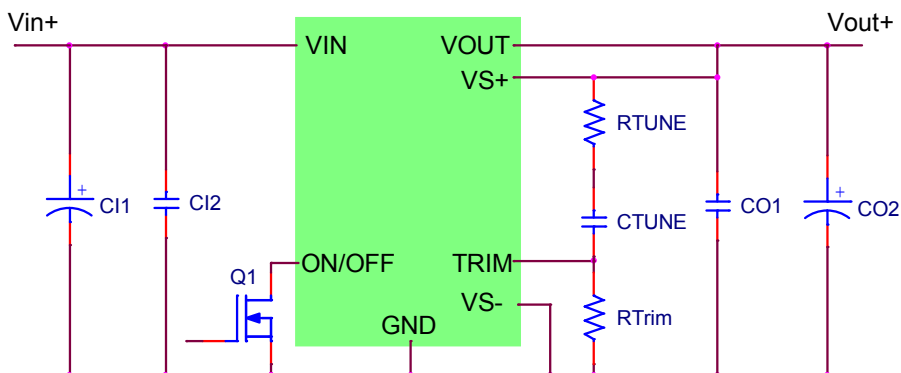 Vin+
Vout+
VIN
VOUT
VS+
RTUNE
+
CI1
CI2
CTUNE
CO1
+
CO2
Q1
ON/OFF
TRIM
VS-
RTrim
GND